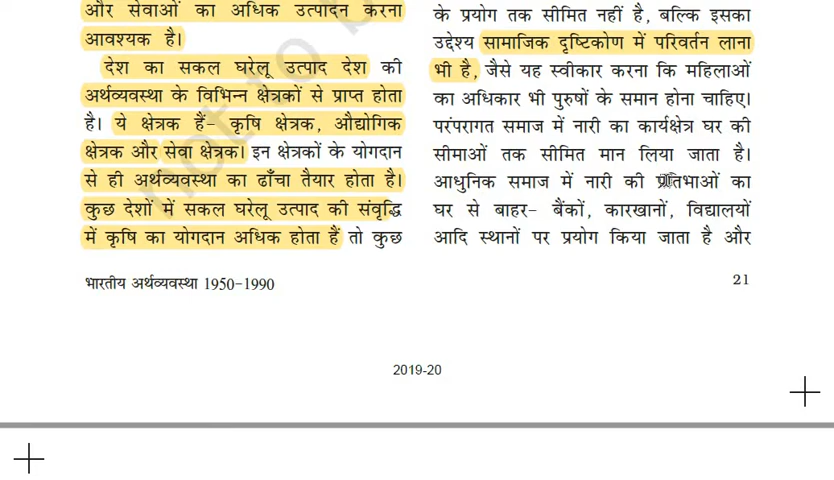 और सेवाओं का अधिक उत्पादन करना
आवश्यक है।
देश का सकल घरेलू उत्पाद देश की
अर्थव्यवस्था के विभिन्न क्षेत्रकों से प्राप्त होता
है। ये क्षेत्रक हैं– कृषि क्षेत्रक, औद्योगिक
क्षेत्रक और सेवा क्षेत्रक। इन क्षेत्रकों के योगदान
से ही अर्थव्यवस्था का ढाँचा तैयार होता है।
कुछ देशों में सकल घरेलू उत्पाद की संवृद्धि
में कृषि का योगदान अधिक होता हैं तो कुछ
के प्रयोग तक सीमित नहीं है, बल्कि इसका
उद्देश्य सामाजिक दृष्टिकोण में परिवर्तन लाना
भी है, जैसे यह स्वीकार करना कि महिलाओं
का अधिकार भी पुरुषों के समान होना चाहिए।
परंपरागत समाज में नारी का कार्यक्षेत्र घर की
सीमाओं तक सीमित मान लिया जाता है।
आधुनिक समाज में नारी की प्रतिभाओं का
घर से बाहर– बैंकों, कारखानों, विद्यालयों
आदि स्थानों पर प्रयोग किया जाता है और
भारतीय अर्थव्यवस्था 1950-1990
21
2019-20
not to b